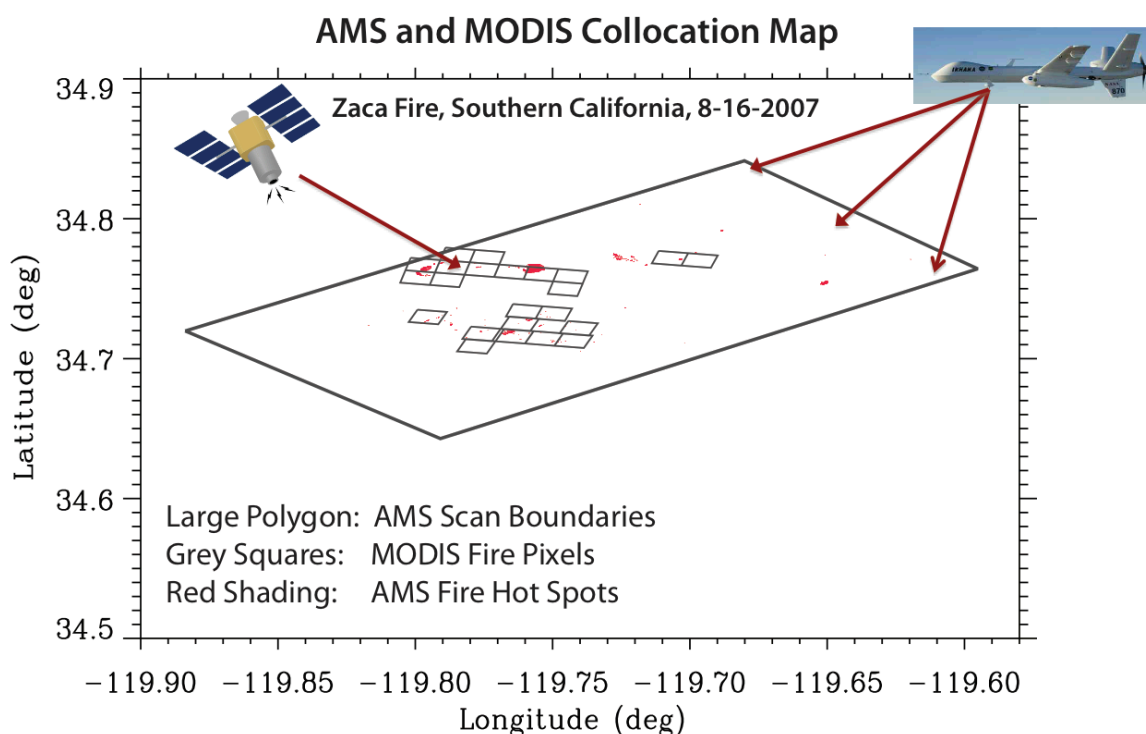 AMS and MODIS Collocation Map
IKHANA
870
Zaca Fire, Southern California, 8-16-2007
34.9
34.8
34.7
34.6
34.5
Latitude (deg)
Large Polygon: AMS Scan Boundaries
Grey Squares: MODIS Fire Pixels
Red Shading: AMS Fire Hot Spots
−119.90 −119.85 −119.80 −119.75 −119.70 −119.65 −119.60
Longitude (deg)